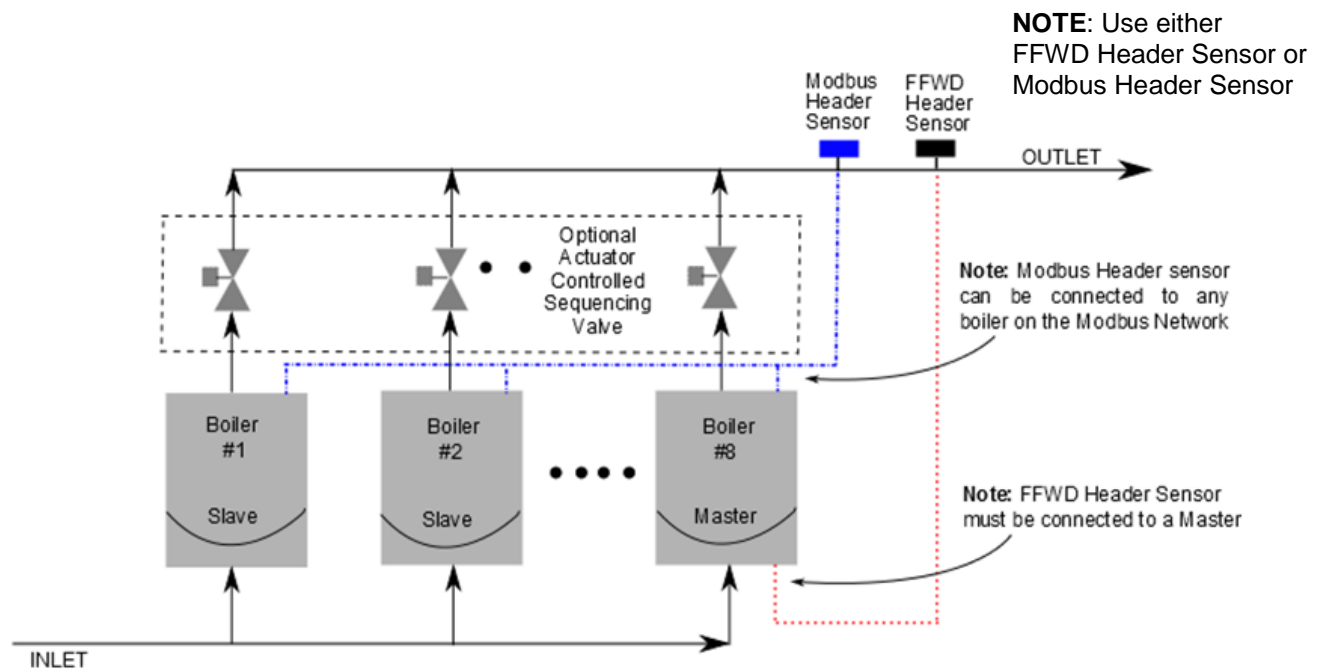 NOTE: Use either
FFWD Header Sensor or
Modbus Header Sensor
Modbus
Header
Sensor
FFWD
Header
Sensor
OUTLET
Optional
Actuator
Controlled
Sequencing
Valve
Note: Modbus Header sensor
can be connected to any
boiler on the Modbus Network
Boiler
#1
Slave
Boiler
#2
Slave
Boiler
#8
Master
Note: FFWD Header Sensor
must be connected to a Master
INLET